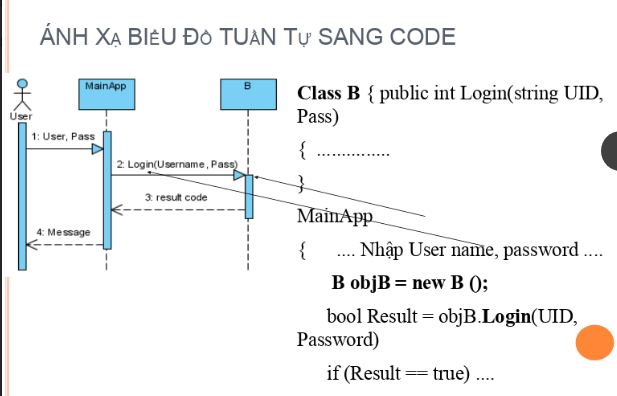 ÁNH XẠ BIỂU ĐỒ TUẦN TỰ SANG CODE
User
MainApp
B
1: User, Pass
2: Login(Username, Pass)
3: result code
4: Message
Class B { public int Login(string UID,
Pass)
{ ...............
}
MainApp
{ .... Nhập User name, password ....
B objB = new B ();
bool Result = objB.Login(UID,
Password)
if (Result == true) ....